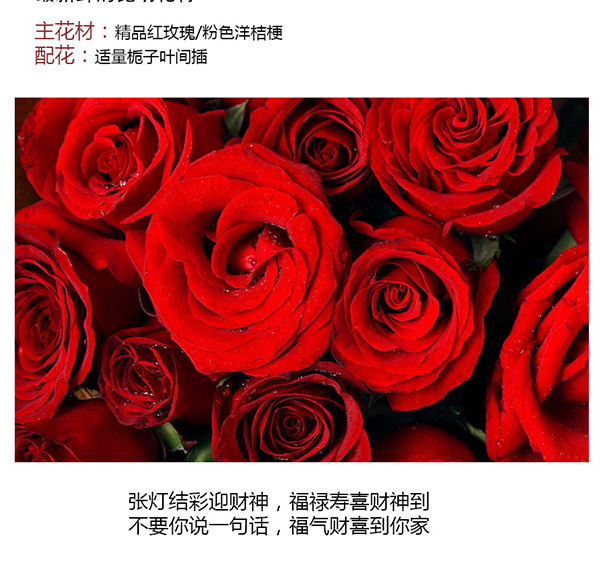 主花材：精品红玫瑰/粉色洋桔梗
配花：适量栀子叶间插
张灯结彩迎财神，福禄寿喜财神到
不要你说一句话，福气财喜到你家